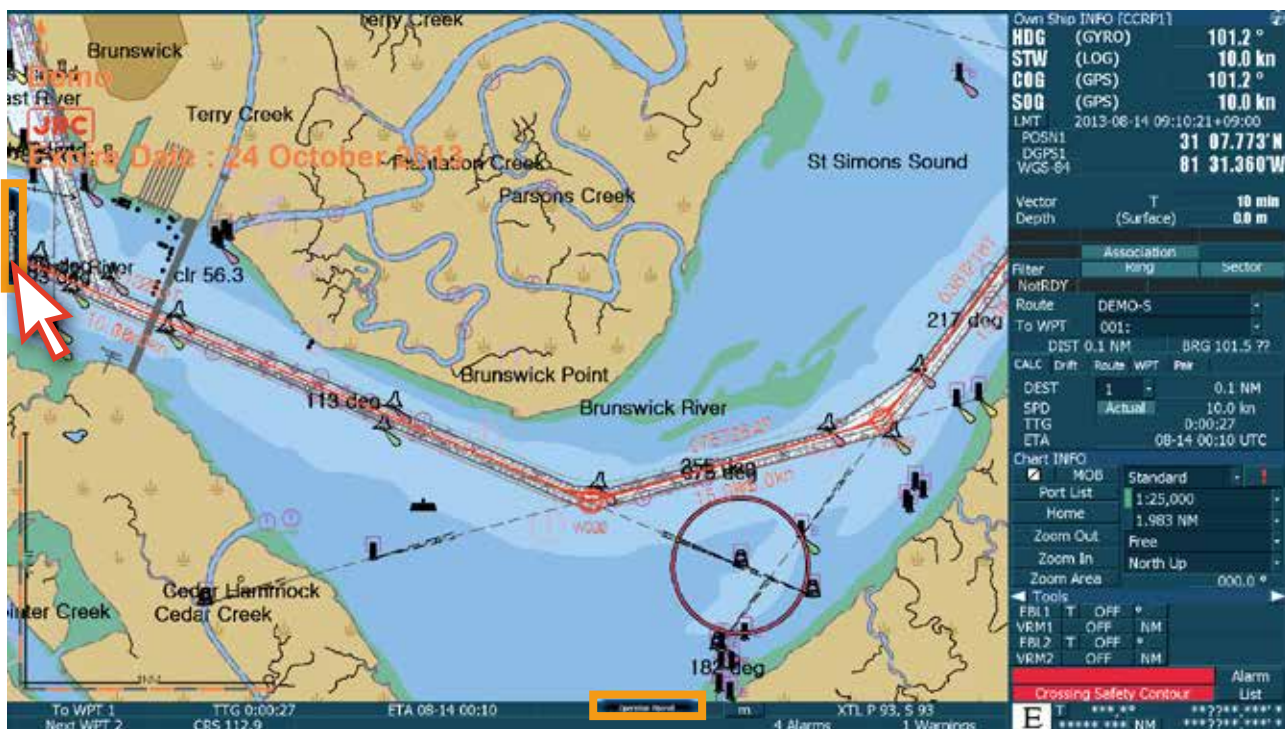 Terry Creek
Brunswick
Demo
Terry Creek
JRC
Expire Date : 24 October 2013
Plantation Creek
Parsons Creek
St Simons Sound
clr 56.3
217 deg
Brunswick Point
113 deg
Brunswick River
W002
Cedar Hammock
Cedar Creek
182 deg
To WPT 1 TTG 0:00:27 ETA 08-14 00:10 m XTL P 93, S 93
Next WPT 2 CRS 112.9 4 Alarms 1 Warnings
Own Ship INFO [CCRP1]
HDG (GYRO) 101.2 °
STW (LOG) 10.0 kn
COG (GPS) 101.2 °
SOG (GPS) 10.0 kn
LMT 2013-08-14 09:10:21+09:00
POSN1 31 07.773'N
DGPS1
WGS-84 81 31.360'W
Vector T 10 min
Depth (Surface) 0.0 m
Association
Filter Ring Sector
NotRDY
Route DEMO-S
To WPT 001:
DIST 0.1 NM BRG 101.5 ??
CALC Drift Route WPT Pair
DEST 1 0.1 NM
SPD Actual 10.0 kn
TTG 0:00:27
ETA 08-14 00:10 UTC
Chart INFO
MOB Standard !
Port List 1:25,000
Home 1.983 NM
Zoom Out Free
Zoom In North Up
Zoom Area 000.0 °
Tools
EBL1 T OFF °
VRM1 OFF NM
EBL2 T OFF °
VRM2 OFF NM
Alarm
Crossing Safety Contour List
E T ***.*° **??**.***'*
***** *** NM ***??**.***'*